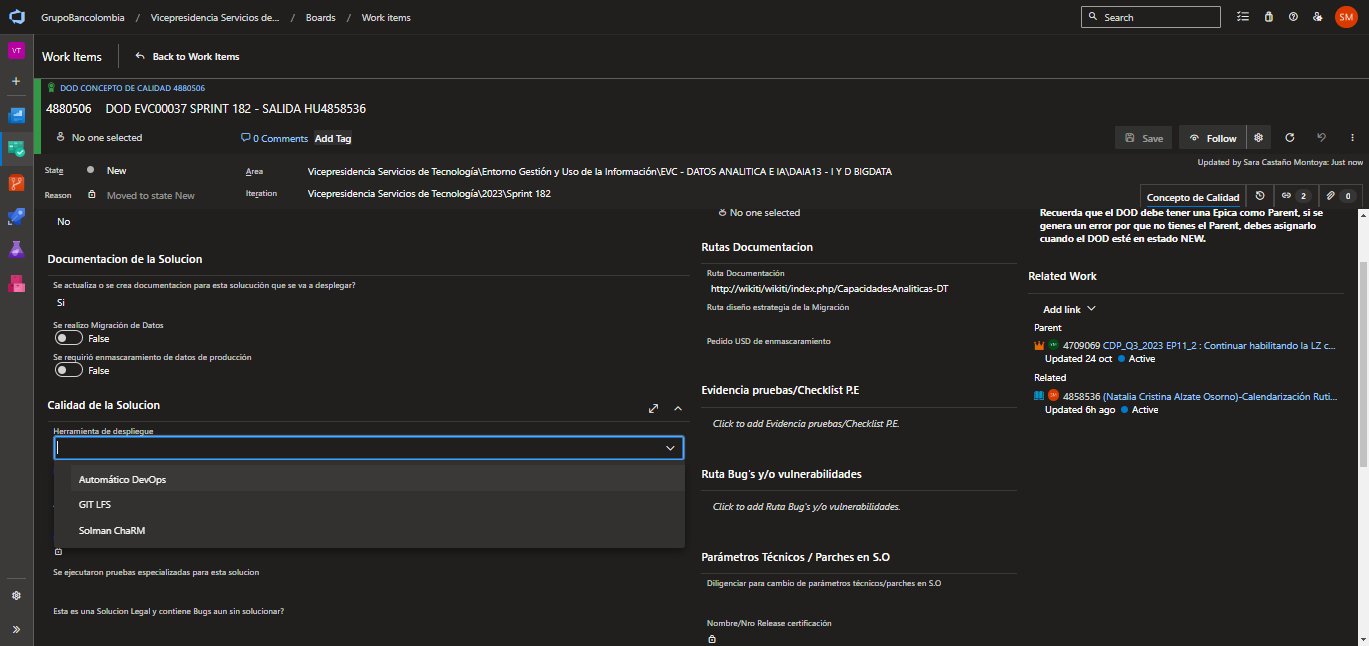 GrupoBancolombia / Vicepresidencia Servicios de... / Boards / Work items
Search
SM
VT
Work Items
Back to Work Items
DOD CONCEPTO DE CALIDAD 4880506
4880506 DOD EVC00037 SPRINT 182 - SALIDA HU4858536
No one selected
0 Comments
Add Tag
Save
Follow
Updated by Sara Castaño Montoya: Just now
State New
Area Vicepresidencia Servicios de Tecnología\Entorno Gestión y Uso de la Información\EVC - DATOS ANALITICA E IA\DAIA13 - I Y D BIGDATA
Reason Moved to state New
Iteration Vicepresidencia Servicios de Tecnología\2023\Sprint 182
Concepto de Calidad
2
0
No
Documentacion de la Solucion
Se actualiza o se crea documentacion para esta solucución que se va a desplegar?
Si
Se realizo Migración de Datos
False
Se requirió enmascaramiento de datos de producción
False
Calidad de la Solucion
Herramienta de despliegue
Automático DevOps
GIT LFS
Solman ChaRM
Se ejecutaron pruebas especializadas para esta solucion
Esta es una Solucion Legal y contiene Bugs aun sin solucionar?
No one selected
Rutas Documentacion
Ruta Documentación
http://wikiti/wikiti/index.php/CapacidadesAnaliticas-DT
Ruta diseño estrategia de la Migración
Pedido USD de enmascaramiento
Evidencia pruebas/Checklist P.E
Click to add Evidencia pruebas/Checklist P.E.
Ruta Bug's y/o vulnerabilidades
Click to add Ruta Bug's y/o vulnerabilidades.
Parámetros Técnicos / Parches en S.O
Diligenciar para cambio de parámetros técnicos/parches en S.O
Nombre/Nro Release certificación
Recuerda que el DOD debe tener una Epica como Parent, si se
genera un error por que no tienes el Parent, debes asignarlo
cuando el DOD esté en estado NEW.
Related Work
Add link
Parent
4709069 CDP_Q3_2023 EP11_2 : Continuar habilitando la LZ c...
Updated 24 oct Active
Related
4858536 (Natalia Cristina Alzate Osorno)-Calendarización Ruti...
Updated 6h ago Active